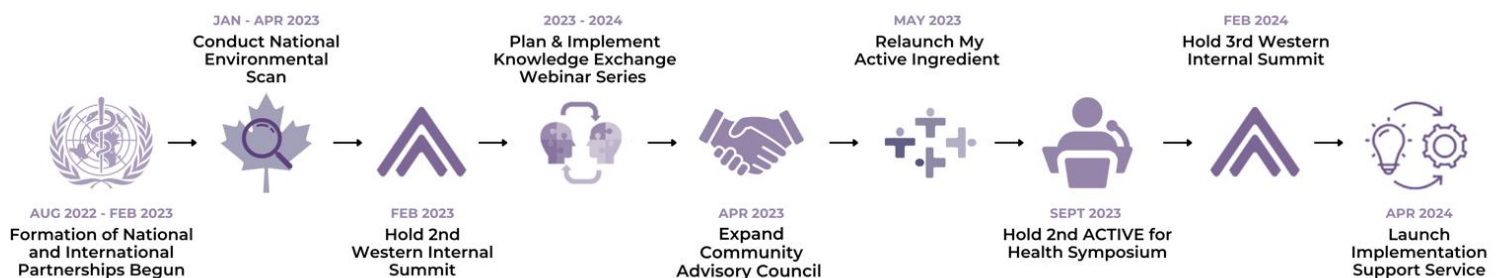 JAN - APR 2023
Conduct National
Environmental
Scan
2023 - 2024
Plan & Implement
Knowledge Exchange
Webinar Series
MAY 2023
Relaunch My
Active Ingredient
FEB 2024
Hold 3rd Western
Internal Summit
AUG 2022 - FEB 2023
Formation of National
and International
Partnerships Begun
FEB 2023
Hold 2nd
Western Internal
Summit
APR 2023
Expand
Community
Advisory Council
SEPT 2023
Hold 2nd ACTIVE for
Health Symposium
APR 2024
Launch
Implementation
Support Service